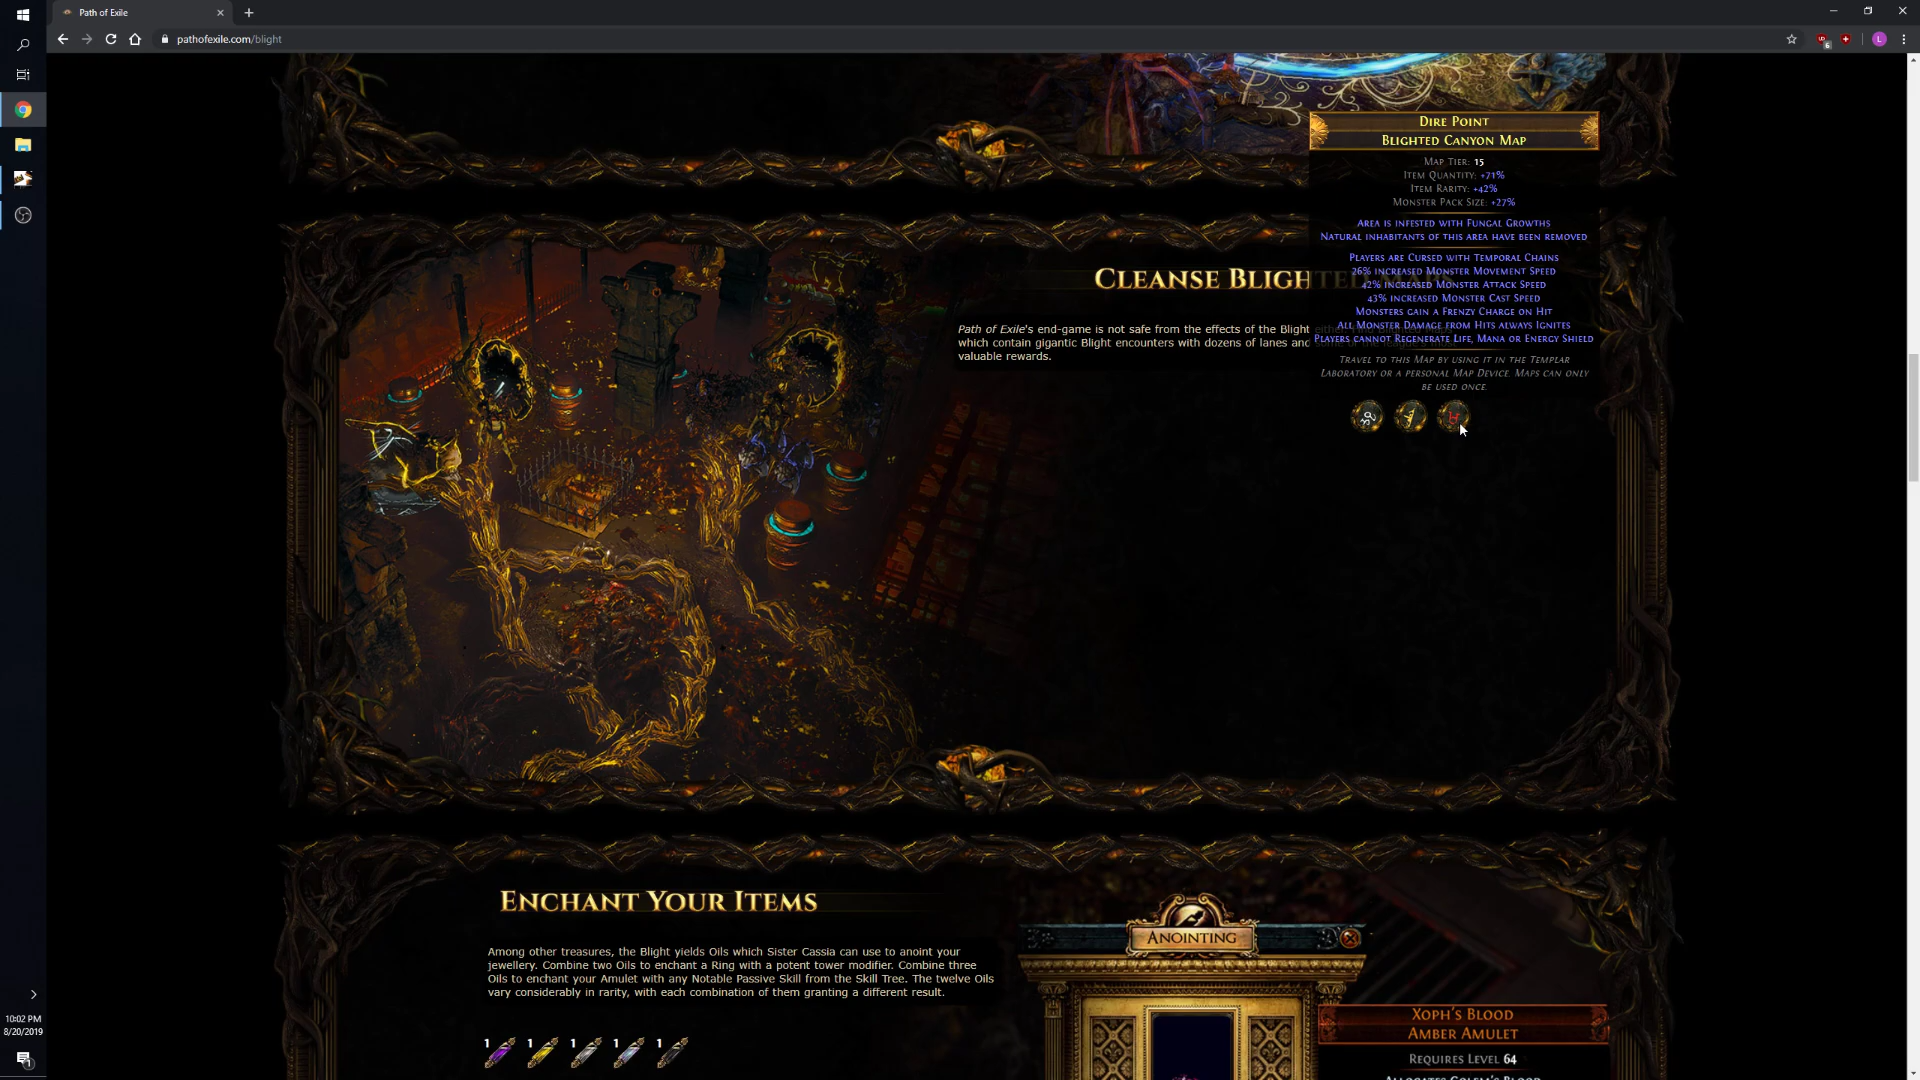 Path of Exile
pathofexile.com/blight
L
6
Dire Point
Blighted Canyon Map
Map Tier: 15
Item Quantity: +71%
Item Rarity: +42%
Monster Pack Size: +27%
Area is infested with Fungal Growths
Natural inhabitants of this area have been removed
Players are Cursed with Temporal Chains
26% increased Monster Movement Speed
42% increased Monster Attack Speed
43% increased Monster Cast Speed
Monsters gain a Frenzy Charge on Hit
All Monster Damage from Hits always Ignites
Players cannot Regenerate Life, Mana or Energy Shield
Travel to this Map by using it in the Templar
Laboratory or a personal Map Device. Maps can only
be used once.
Cleanse Blighted Maps
Path of Exile's end-game is not safe from the effects of the Blight
which contain gigantic Blight encounters with dozens of lanes and
valuable rewards.
Enchant Your Items
Among other treasures, the Blight yields Oils which Sister Cassia can use to anoint your
jewellery. Combine two Oils to enchant a Ring with a potent tower modifier. Combine three
Oils to enchant your Amulet with any Notable Passive Skill from the Skill Tree. The twelve Oils
vary considerably in rarity, with each combination of them granting a different result.
1 1 1 1 1
Anointing
Xoph's Blood
Amber Amulet
Requires Level 64
Allocates Golem's Blood
10:02 PM
8/20/2019
1